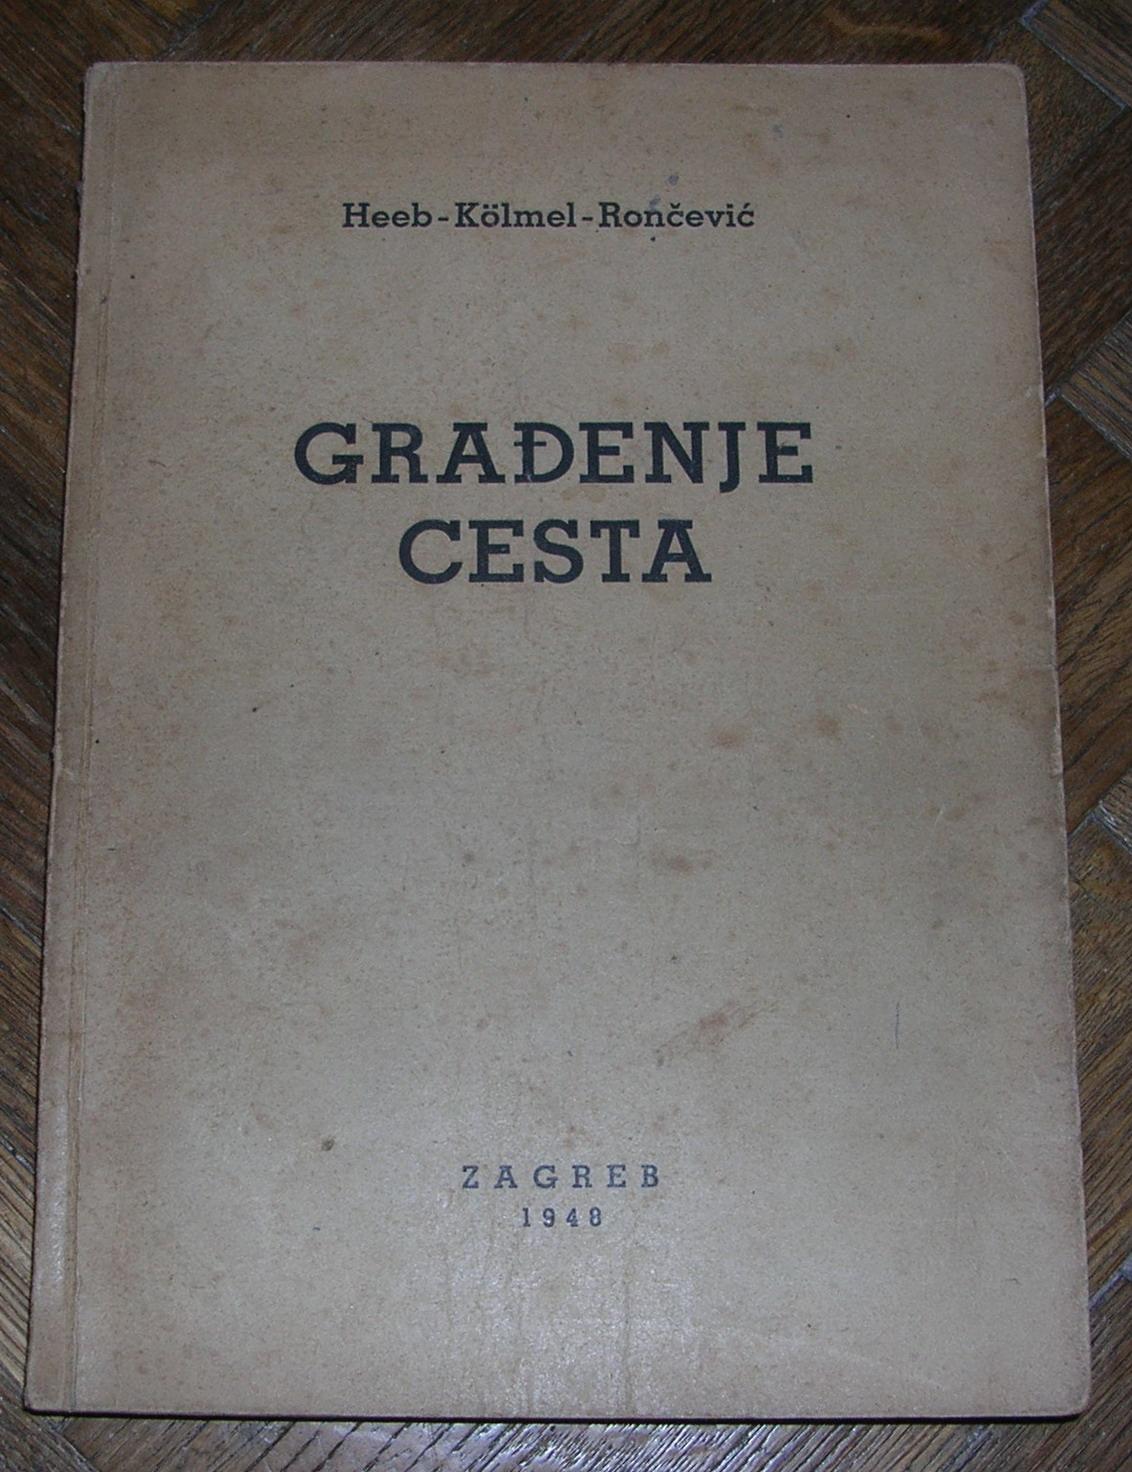 Heeb-Kölmel-Rončević
GRAĐENJE
CESTA
ZAGREB
1948